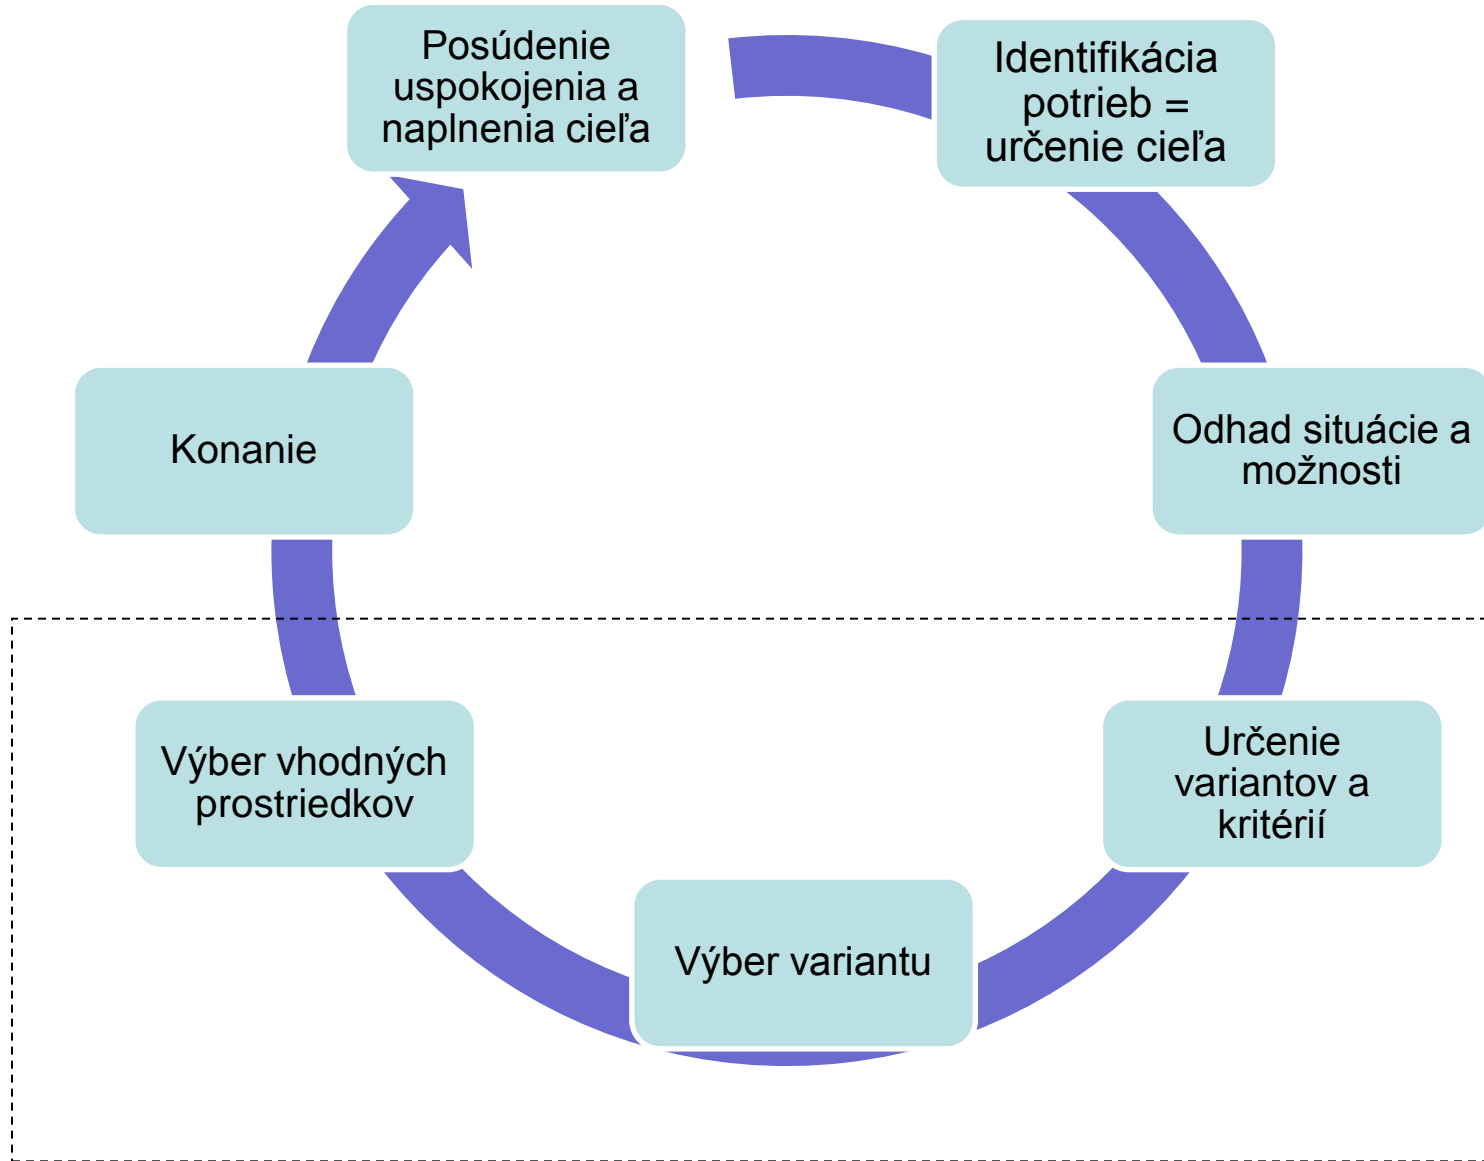 Posúdenie
uspokojenia a
naplnenia cieľa
Identifikácia
potrieb =
určenie cieľa
Konanie
Odhad situácie a
možnosti
Výber vhodných
prostriedkov
Určenie
variantov a
kritérií
Výber variantu